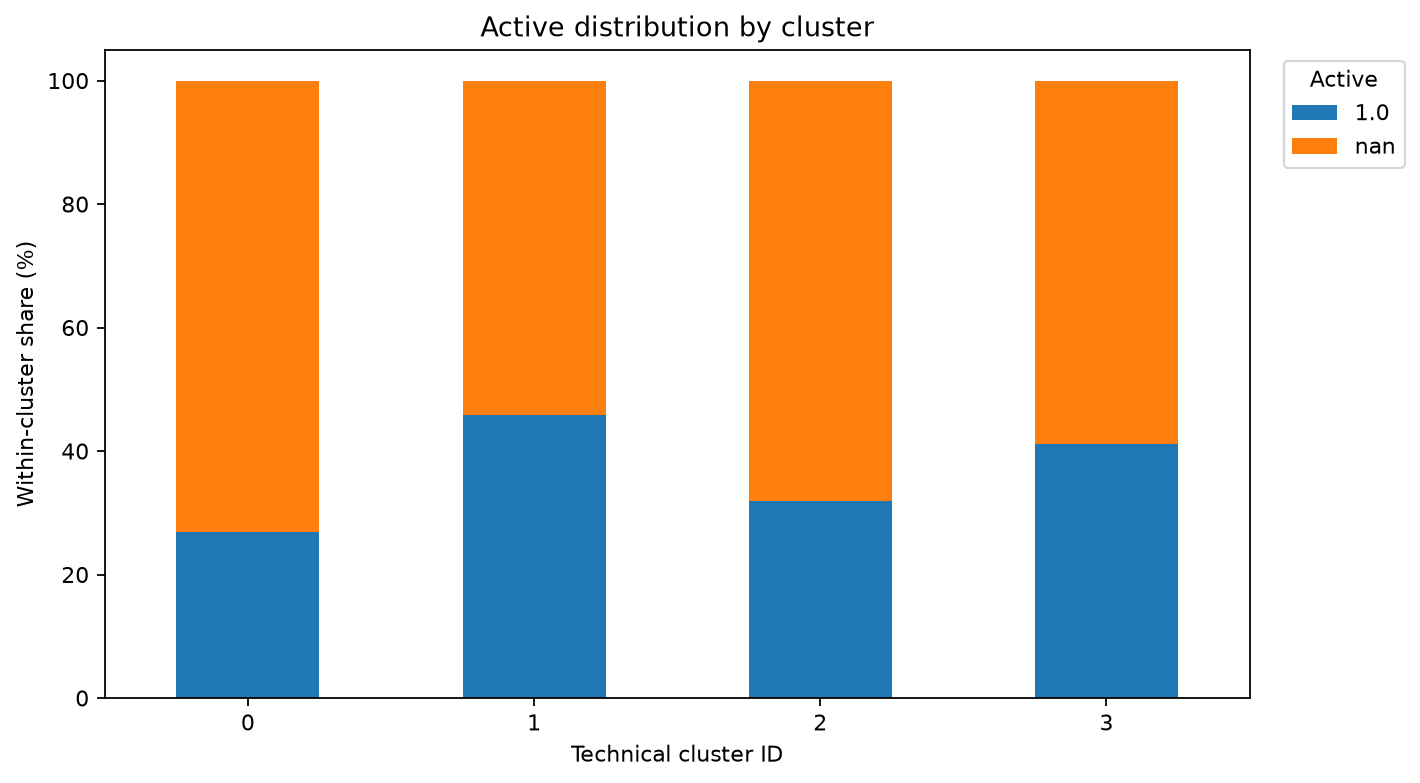 Active distribution by cluster
Within-cluster share (%)
100
80
60
40
20
0
0 1 2 3
Technical cluster ID
Active
1.0
nan